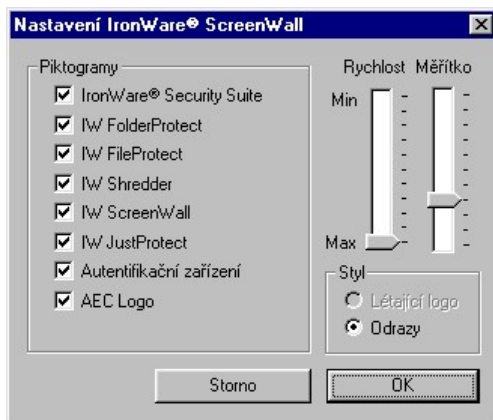 Nastavení IronWare® ScreenWall
Piktogramy
IronWare® Security Suite
IW FolderProtect
IW FileProtect
IW Shredder
IW ScreenWall
IW JustProtect
Autentifikační zařízení
AEC Logo
Rychlost Měřítko
Min
Max
Styl
Létající logo
Odrazy
Storno
OK